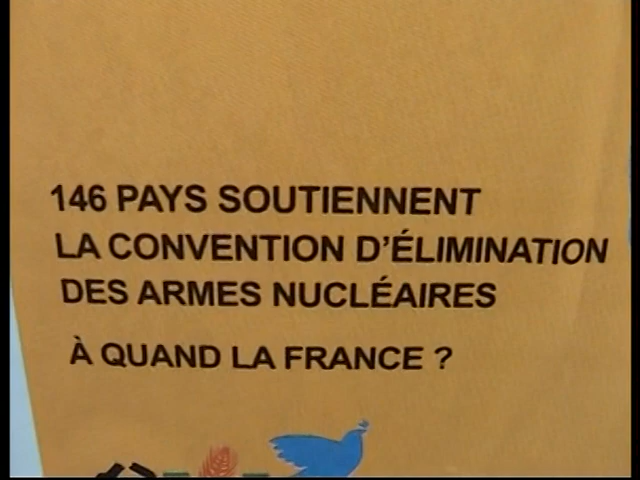 146 PAYS SOUTIENNENT
LA CONVENTION D'ÉLIMINATION
DES ARMES NUCLÉAIRES
À QUAND LA FRANCE ?